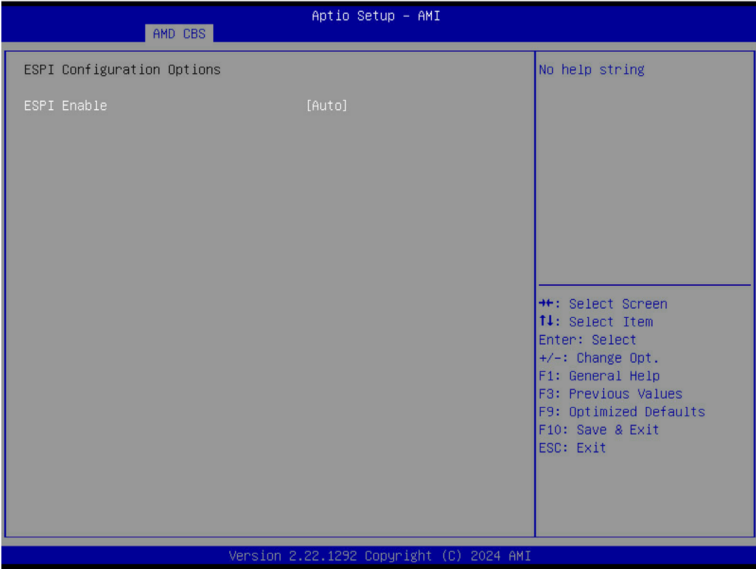 Aptio Setup – AMI
AMD CBS
ESPI Configuration Options
ESPI Enable [Auto]
No help string
→←: Select Screen
↑↓: Select Item
Enter: Select
+/-: Change Opt.
F1: General Help
F3: Previous Values
F9: Optimized Defaults
F10: Save & Exit
ESC: Exit
Version 2.22.1292 Copyright (C) 2024 AMI